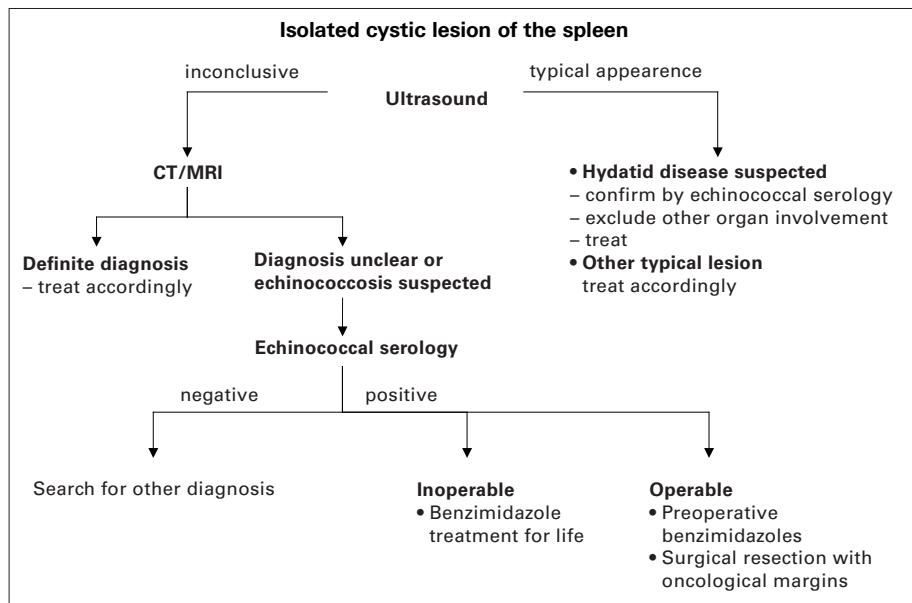 Isolated cystic lesion of the spleen
inconclusive
typical appearence
Ultrasound
CT/MRI
• Hydatid disease suspected
– confirm by echinococcal serology
– exclude other organ involvement
– treat
• Other typical lesion
treat accordingly
Definite diagnosis
– treat accordingly
Diagnosis unclear or
echinococcosis suspected
Echinococcal serology
negative
positive
Search for other diagnosis
Inoperable
• Benzimidazole
treatment for life
Operable
• Preoperative
benzimidazoles
• Surgical resection with
oncological margins